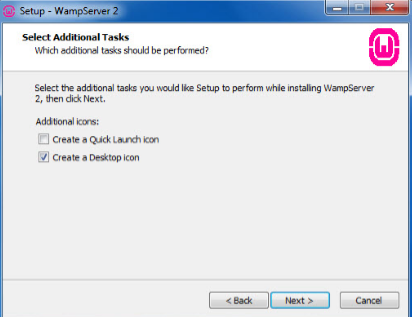 Setup - WampServer 2
Select Additional Tasks
Which additional tasks should be performed?
Select the additional tasks you would like Setup to perform while installing WampServer
2, then click Next.
Additional icons:
Create a Quick Launch icon
Create a Desktop icon
< Back
Next >
Cancel